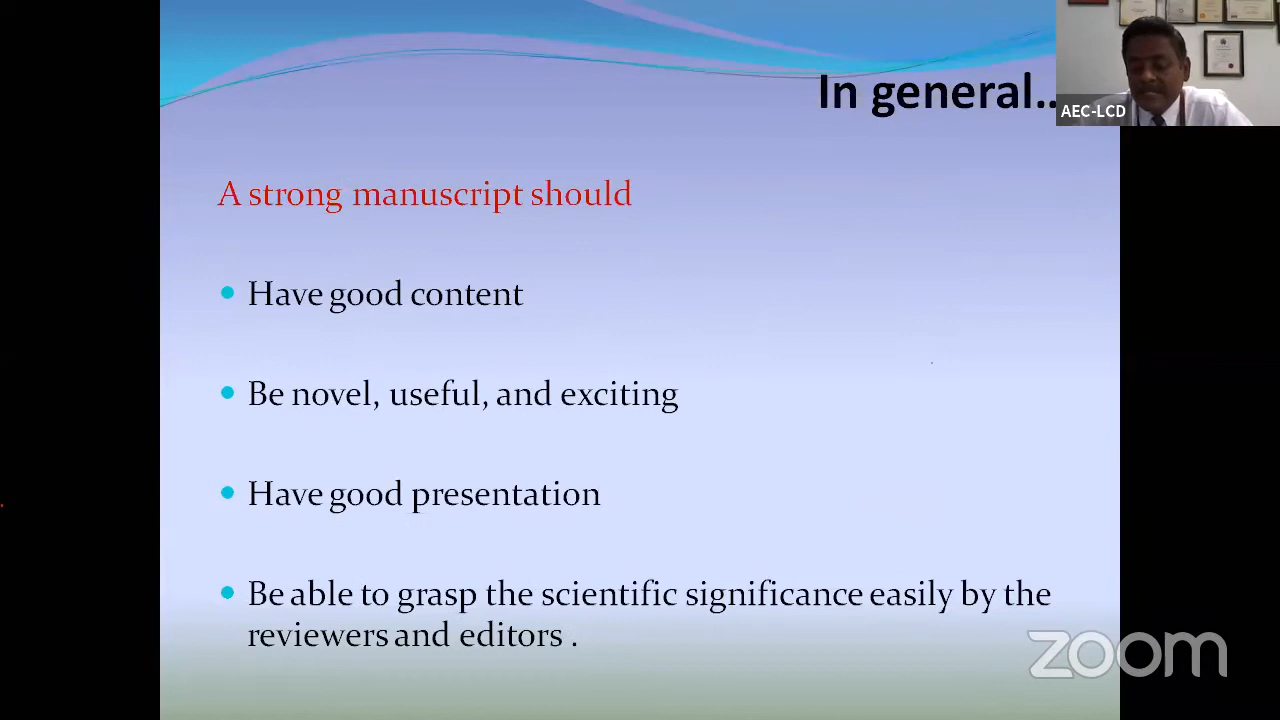 In general..
AEC-LCD
A strong manuscript should
Have good content
Be novel, useful, and exciting
Have good presentation
Be able to grasp the scientific significance easily by the
reviewers and editors .
zoom